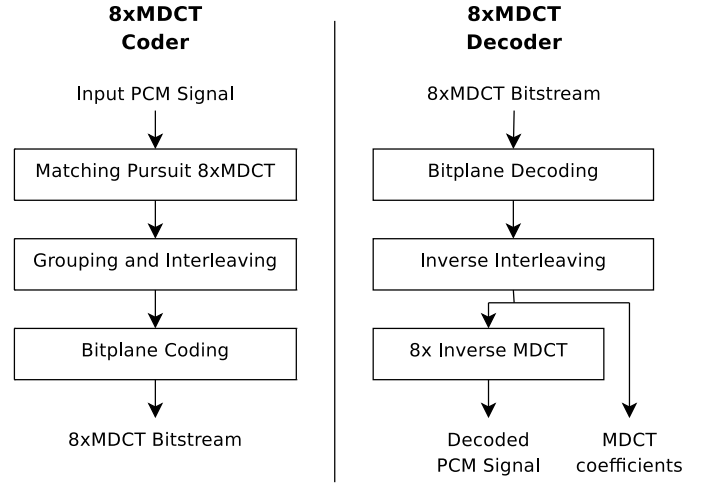 8xMDCT
Coder
Input PCM Signal
Matching Pursuit 8xMDCT
Grouping and Interleaving
Bitplane Coding
8xMDCT Bitstream
8xMDCT
Decoder
8xMDCT Bitstream
Bitplane Decoding
Inverse Interleaving
8x Inverse MDCT
Decoded
PCM Signal
MDCT
coefficients